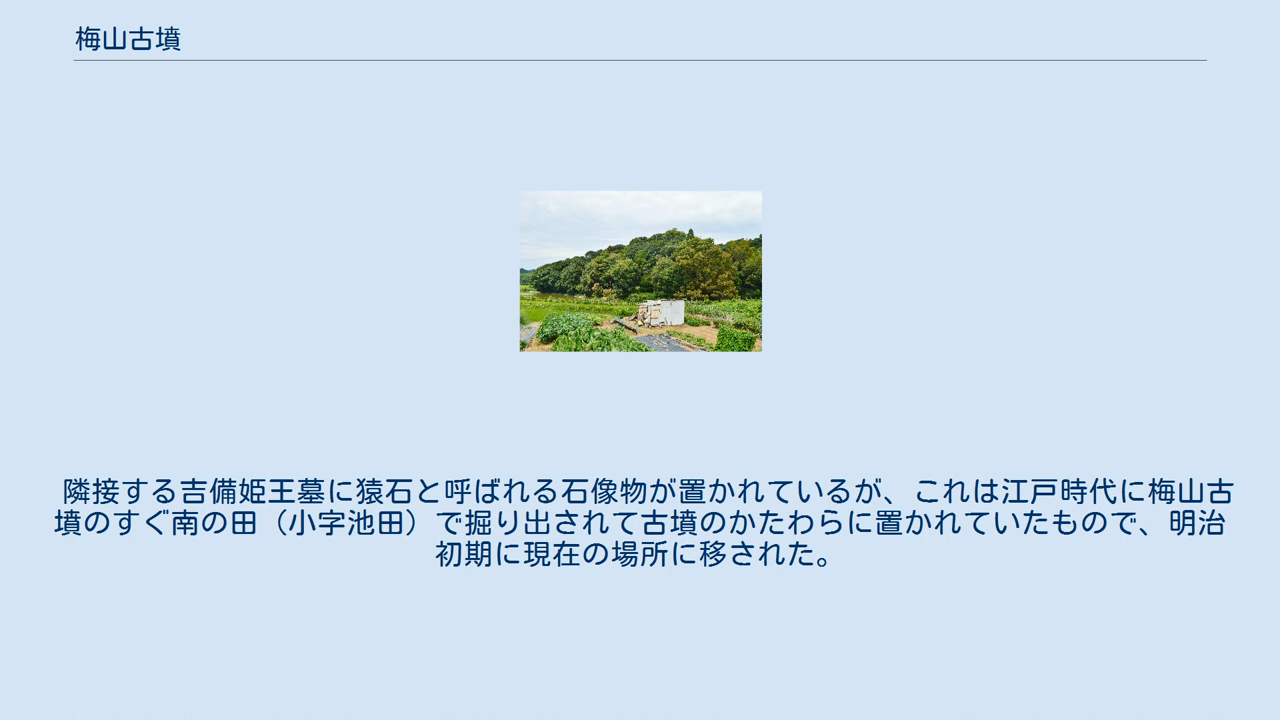 梅山古墳
隣接する吉備姫王墓に猿石と呼ばれる石像物が置かれているが、これは江戸時代に梅山古
墳のすぐ南の田（小字池田）で掘り出されて古墳のかたわらに置かれていたもので、明治
初期に現在の場所に移された。